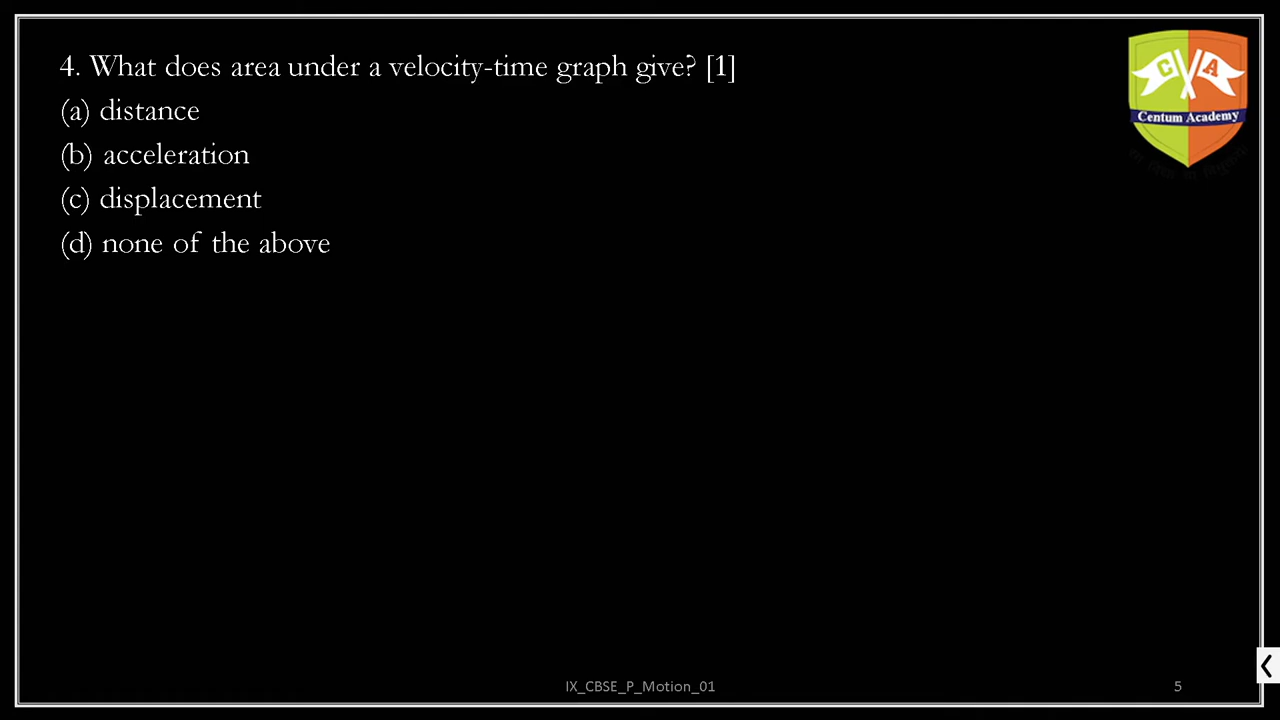 4. What does area under a velocity-time graph give? [1]
(a) distance
(b) acceleration
(c) displacement
(d) none of the above
C A
Centum Academy
IX_CBSE_P_Motion_01
5